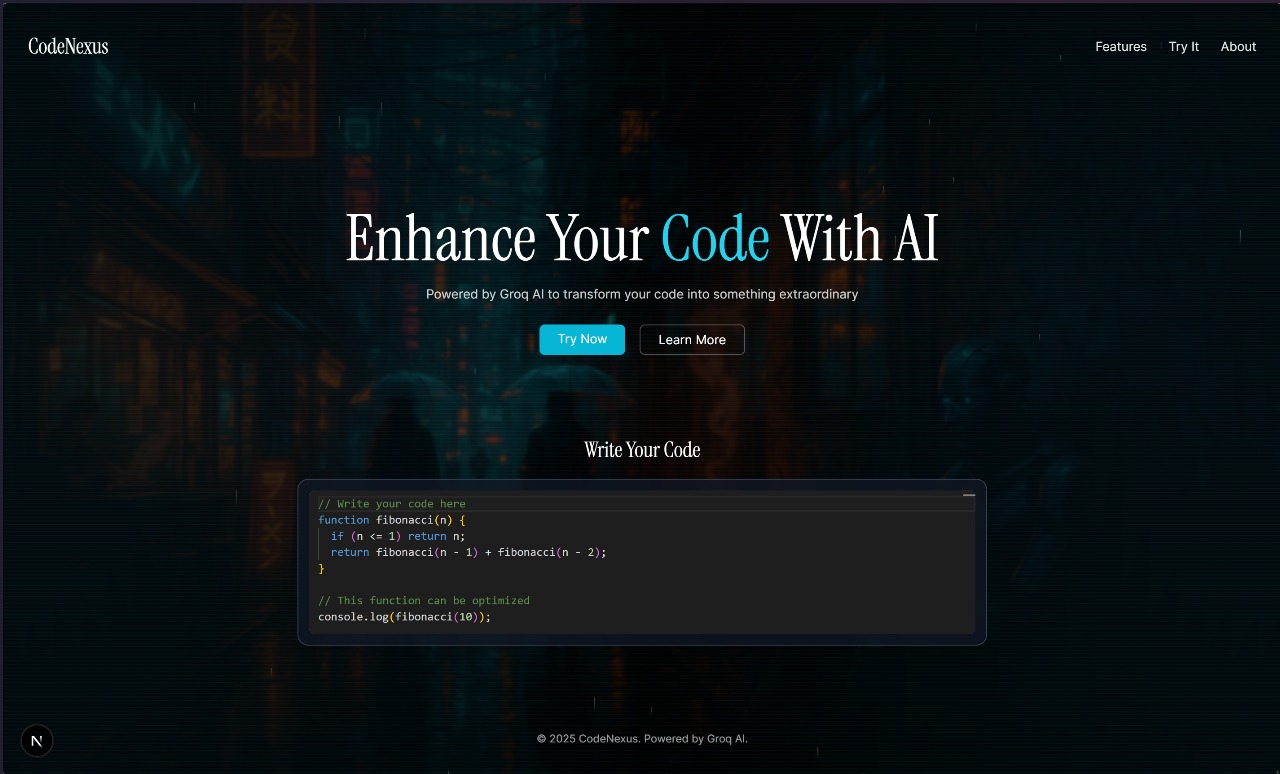 CodeNexus
Features
Try It
About
食
料
Enhance Your Code With AI
Powered by Groq AI to transform your code into something extraordinary
Try Now
Learn More
Write Your Code
// Write your code here
function fibonacci(n) {
  if (n <= 1) return n;
  return fibonacci(n - 1) + fibonacci(n - 2);
}
// This function can be optimized
console.log(fibonacci(10));
N
© 2025 CodeNexus. Powered by Groq AI.